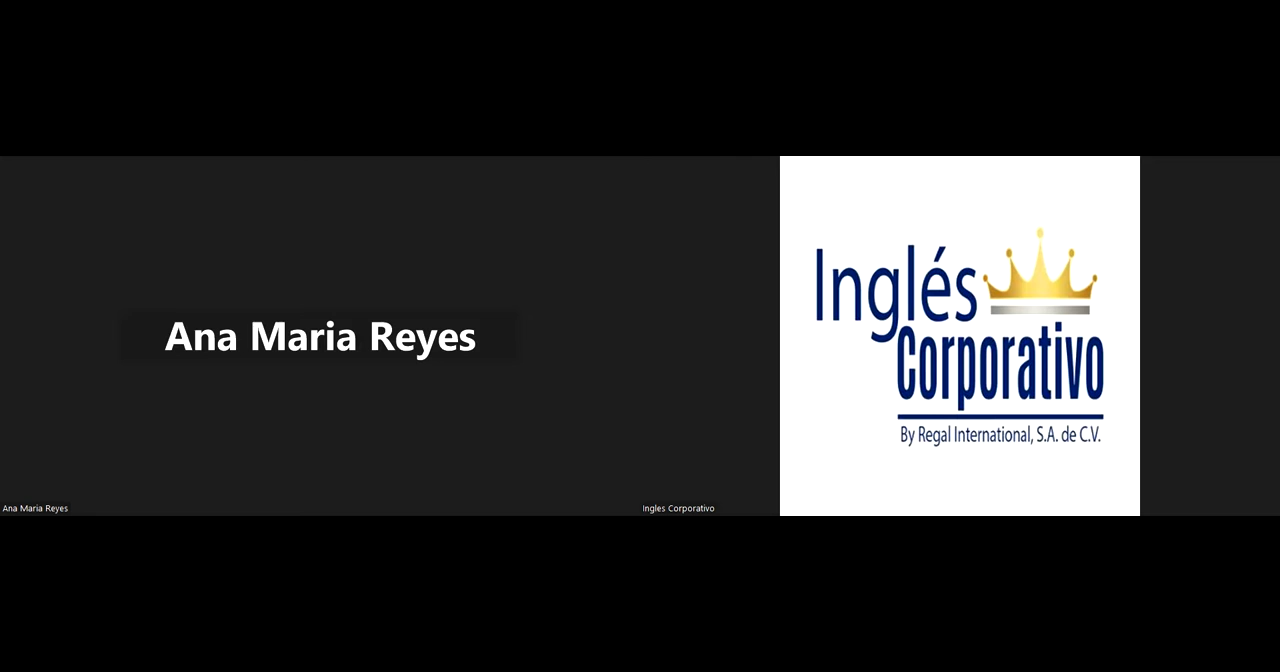 Ana Maria Reyes
Inglés
Corporativo
By Regal International, S.A. de C.V.
Ana Maria Reyes
Ingles Corporativo